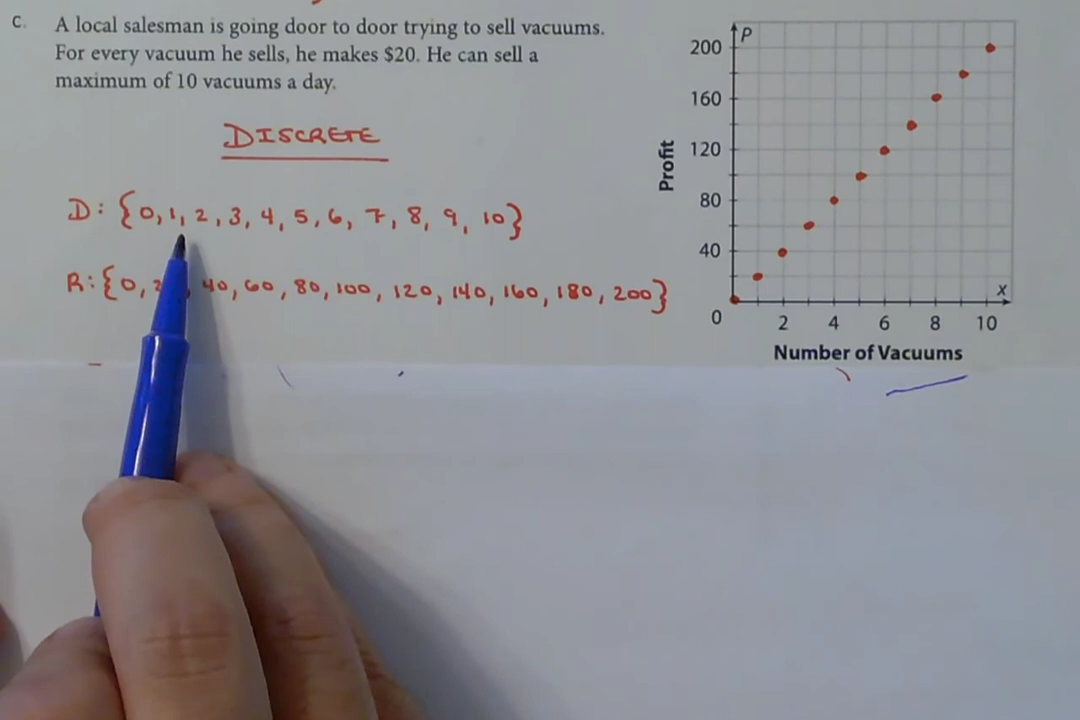 C. A local salesman is going door to door trying to sell vacuums.
For every vacuum he sells, he makes $20. He can sell a
maximum of 10 vacuums a day.
DISCRETE
D: {0, 1, 2, 3, 4, 5, 6, 7, 8, 9, 10}
R: {0, 40, 60, 80, 100, 120, 140, 160, 180, 200}
P
200
160
120
80
40
0
Profit
x
2 4 6 8 10
Number of Vacuums